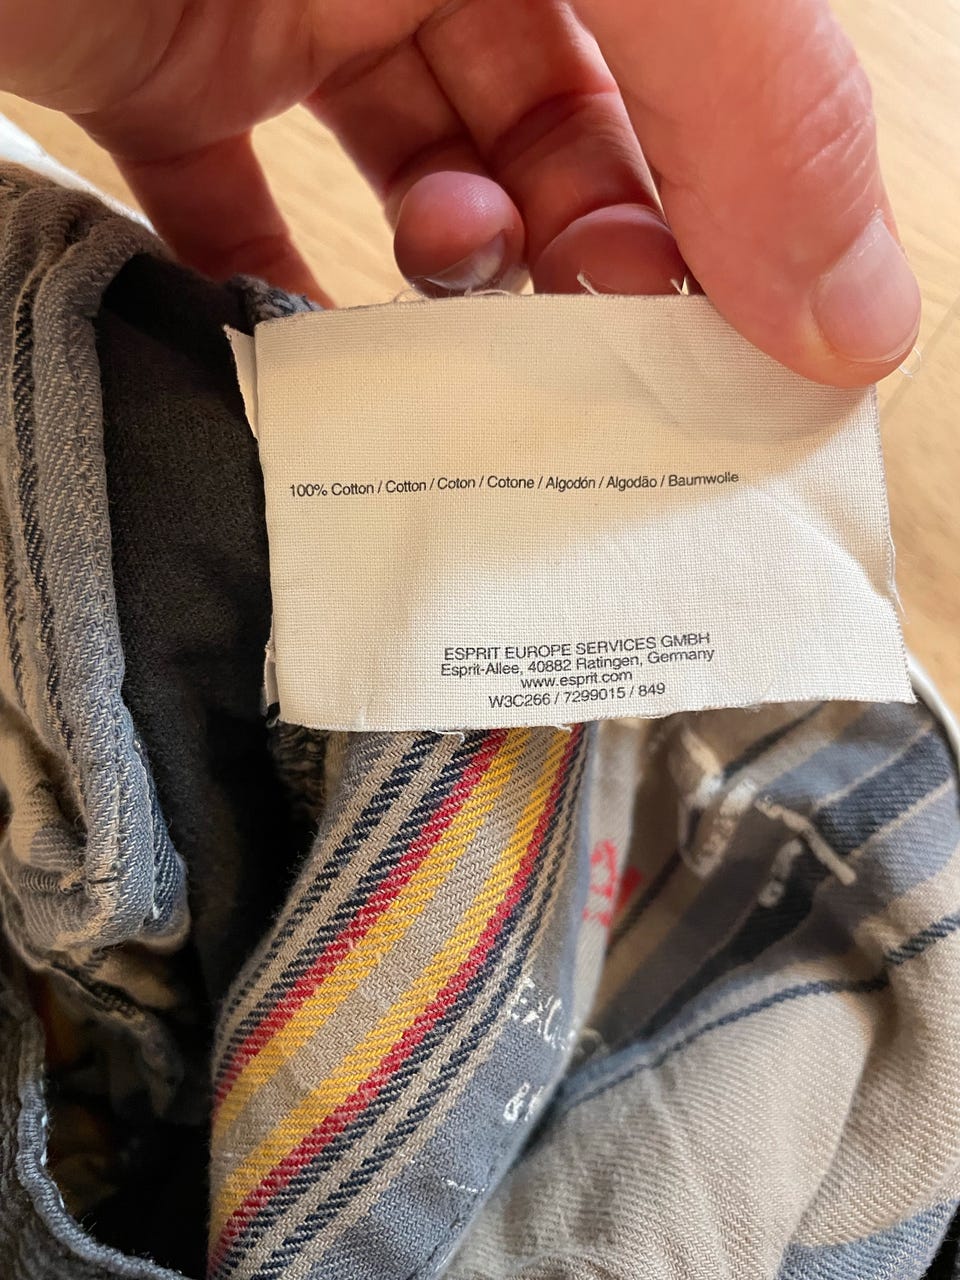 100% Cotton / Cotton / Coton / Cotone / Algodón / Algodão / Baumwolle
ESPRIT EUROPE SERVICES GMBH
Esprit-Allee, 40882 Ratingen, Germany
www.esprit.com
W3C266 / 7299015 / 849